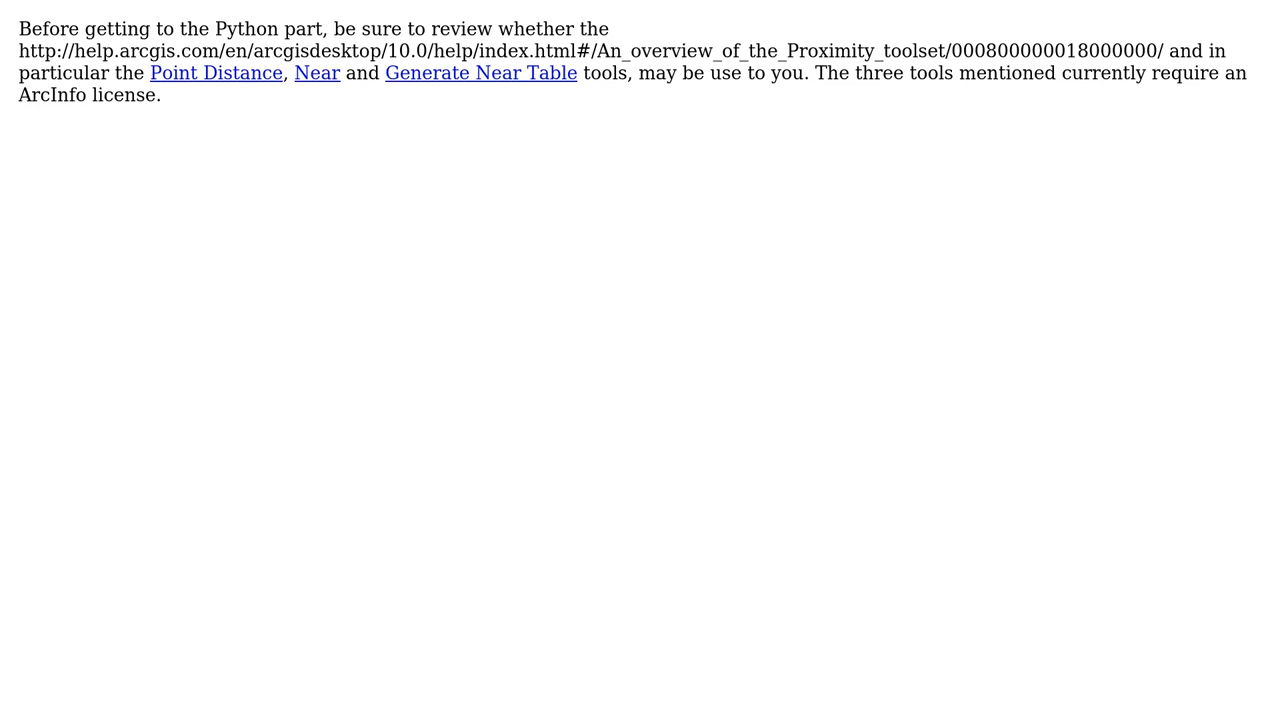 Before getting to the Python part, be sure to review whether the
http://help.arcgis.com/en/arcgisdesktop/10.0/help/index.html#/An_overview_of_the_Proximity_toolset/000800000018000000/ and in
particular the Point Distance, Near and Generate Near Table tools, may be use to you. The three tools mentioned currently require an
ArcInfo license.